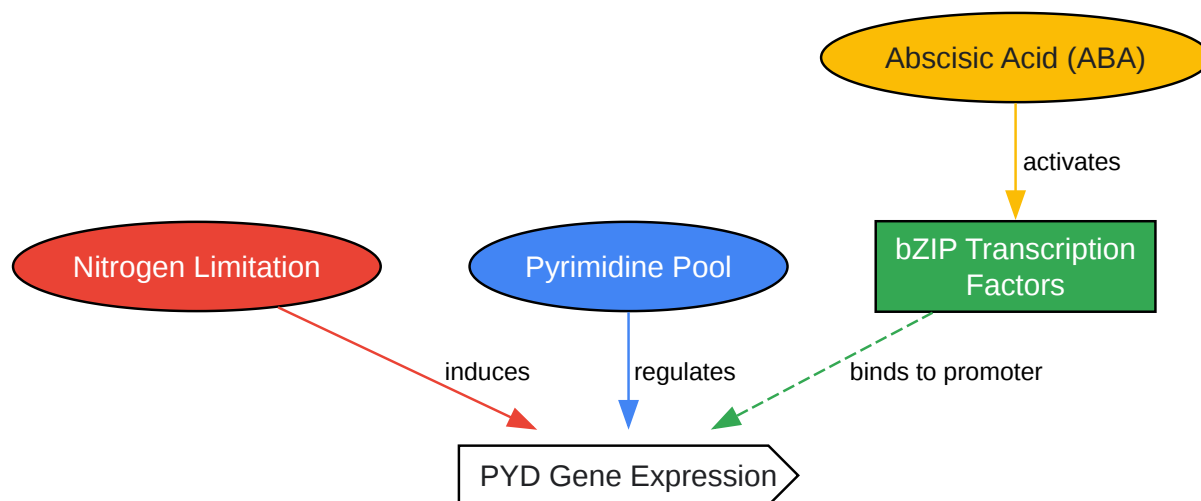 Abscisic Acid (ABA)
activates
Nitrogen Limitation
Pyrimidine Pool
bZIP Transcription
Factors
induces
regulates
binds to promoter
PYD Gene Expression